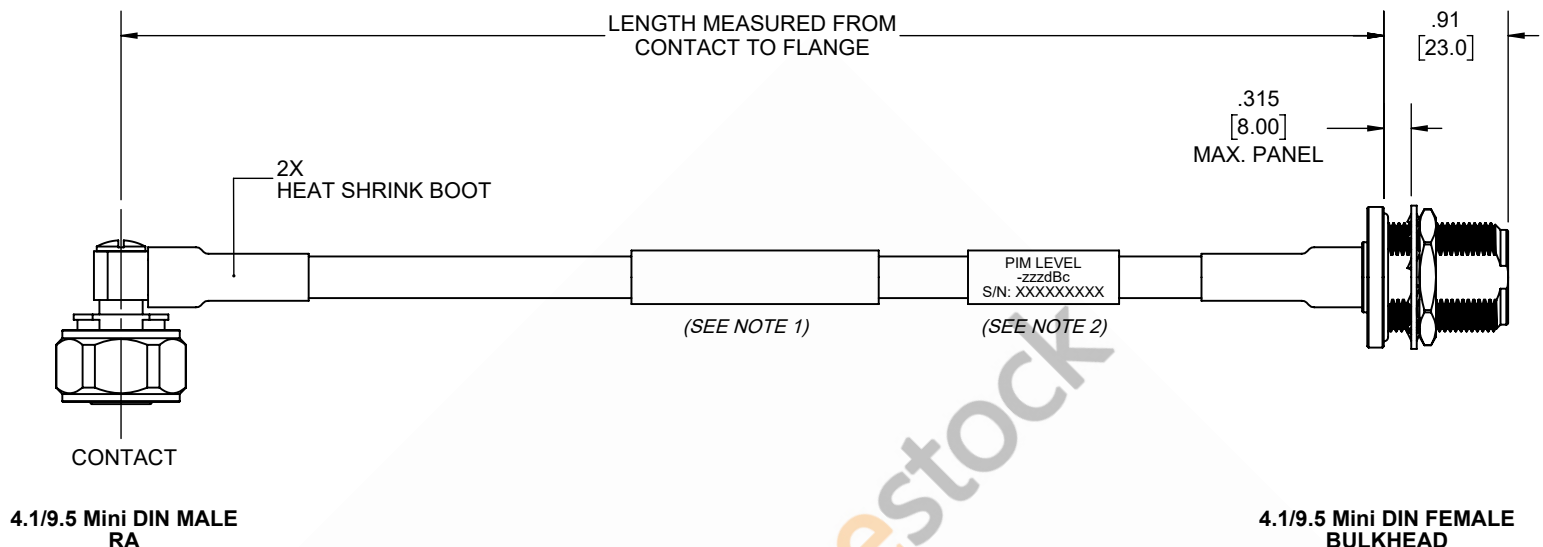 LENGTH MEASURED FROM
CONTACT TO FLANGE
.91
[23.0]
.315
[8.00]
MAX. PANEL
2X
HEAT SHRINK BOOT
PIM LEVEL
-zzzdBc
S/N: XXXXXXXXX
(SEE NOTE 1)
(SEE NOTE 2)
CONTACT
4.1/9.5 Mini DIN MALE
RA
4.1/9.5 Mini DIN FEMALE
BULKHEAD
estock